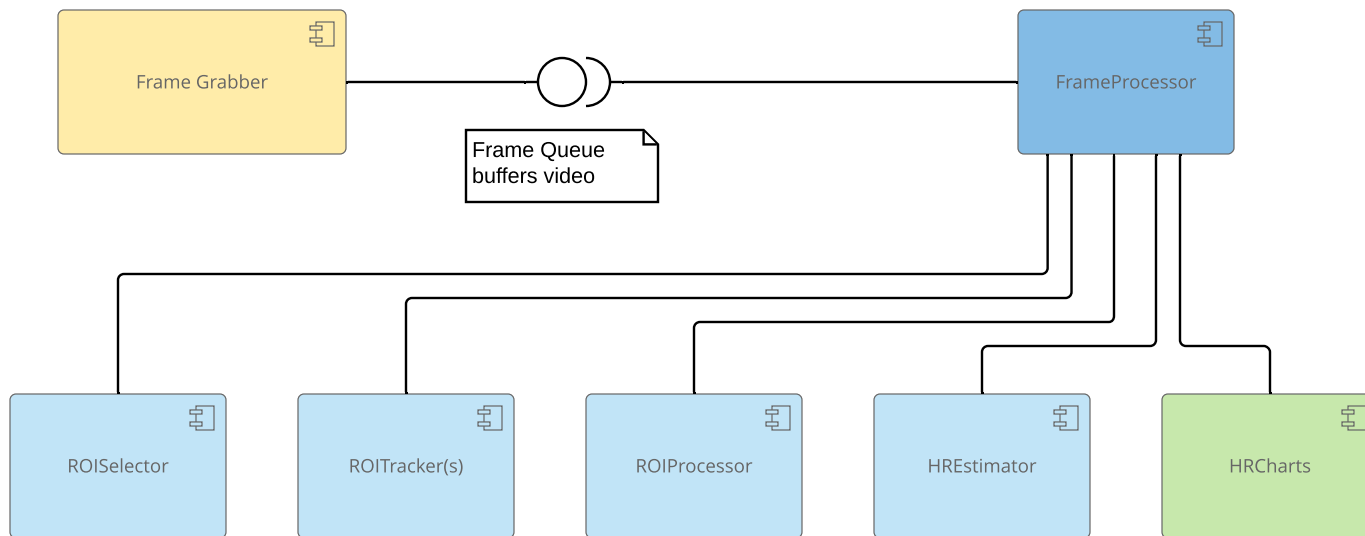 Frame Grabber
FrameProcessor
Frame Queue
buffers video
ROISelector
ROITracker(s)
ROIProcessor
HREstimator
HRCharts